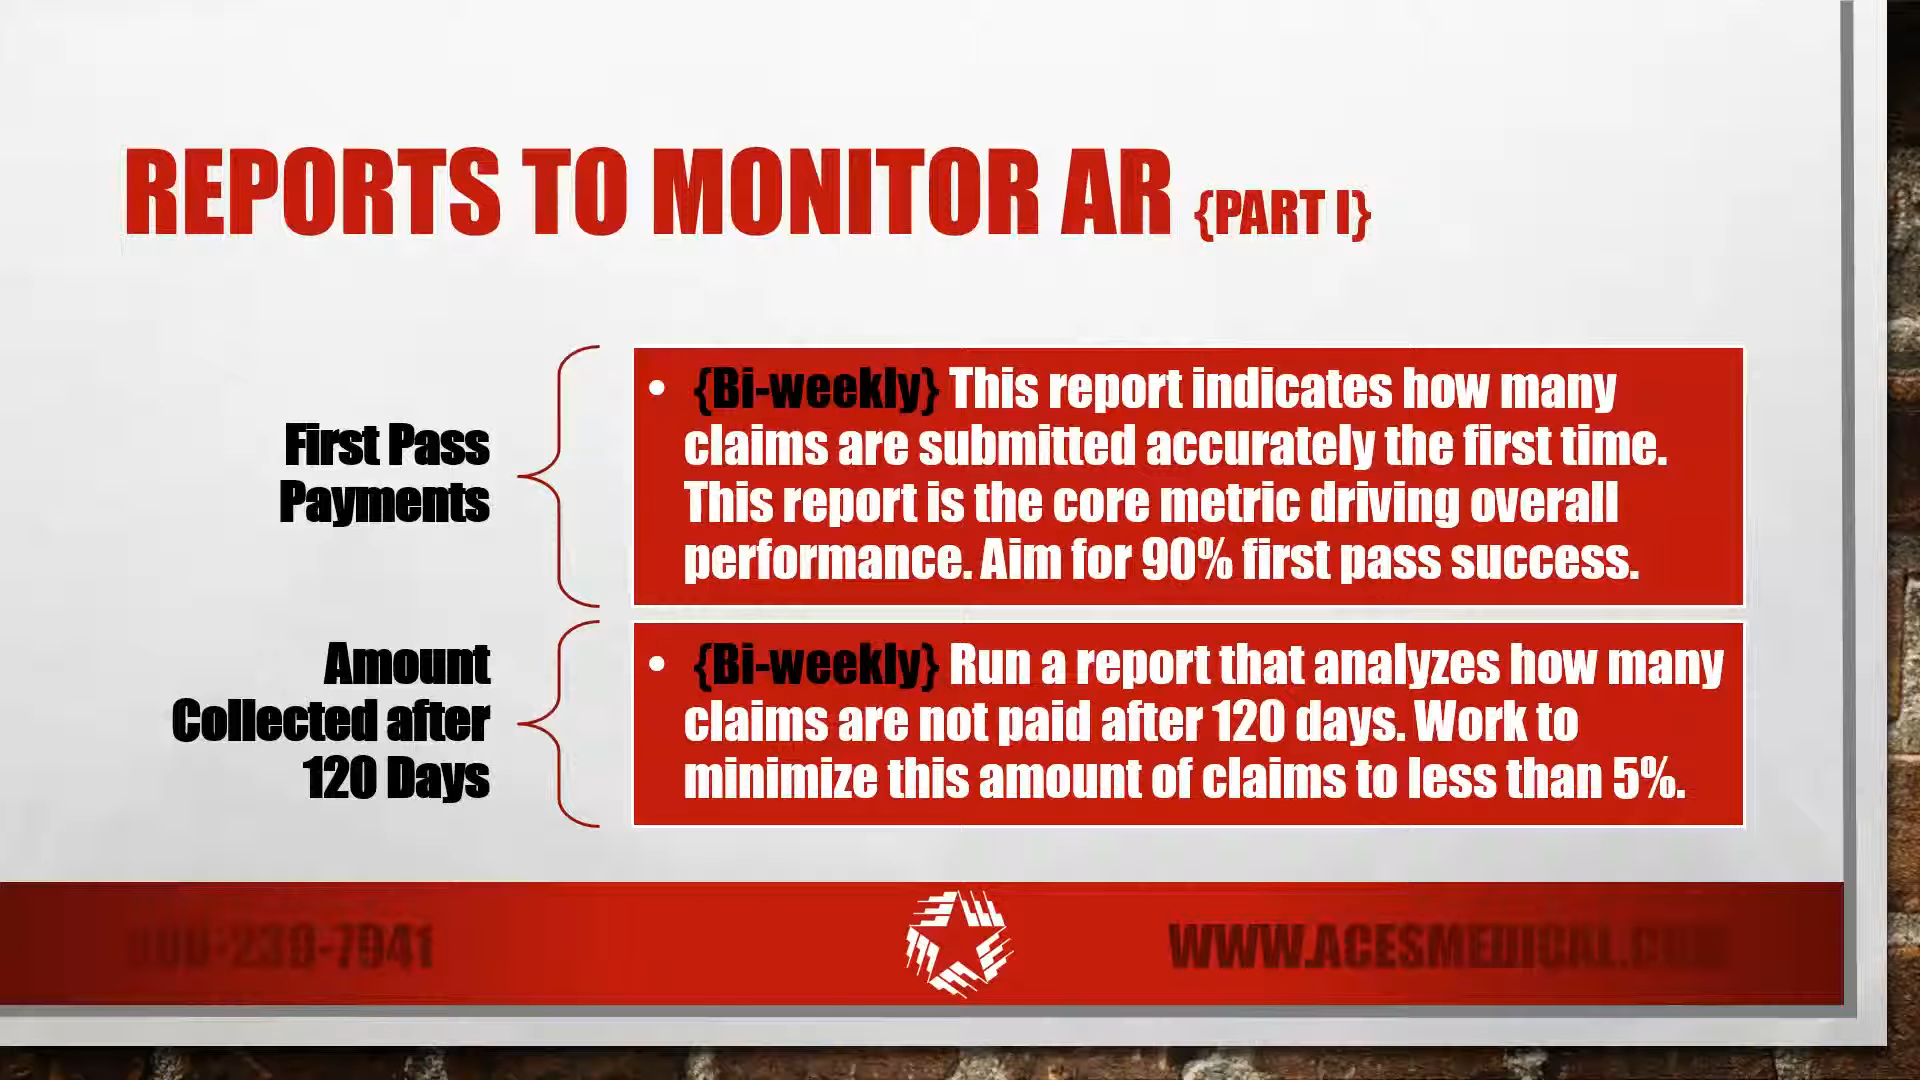 REPORTS TO MONITOR AR {PART I}
First Pass
Payments
• {Bi-weekly} This report indicates how many
claims are submitted accurately the first time.
This report is the core metric driving overall
performance. Aim for 90% first pass success.
Amount
Collected after
120 Days
• {Bi-weekly} Run a report that analyzes how many
claims are not paid after 120 days. Work to
minimize this amount of claims to less than 5%.
WWW.ACESMEDICAL.COM